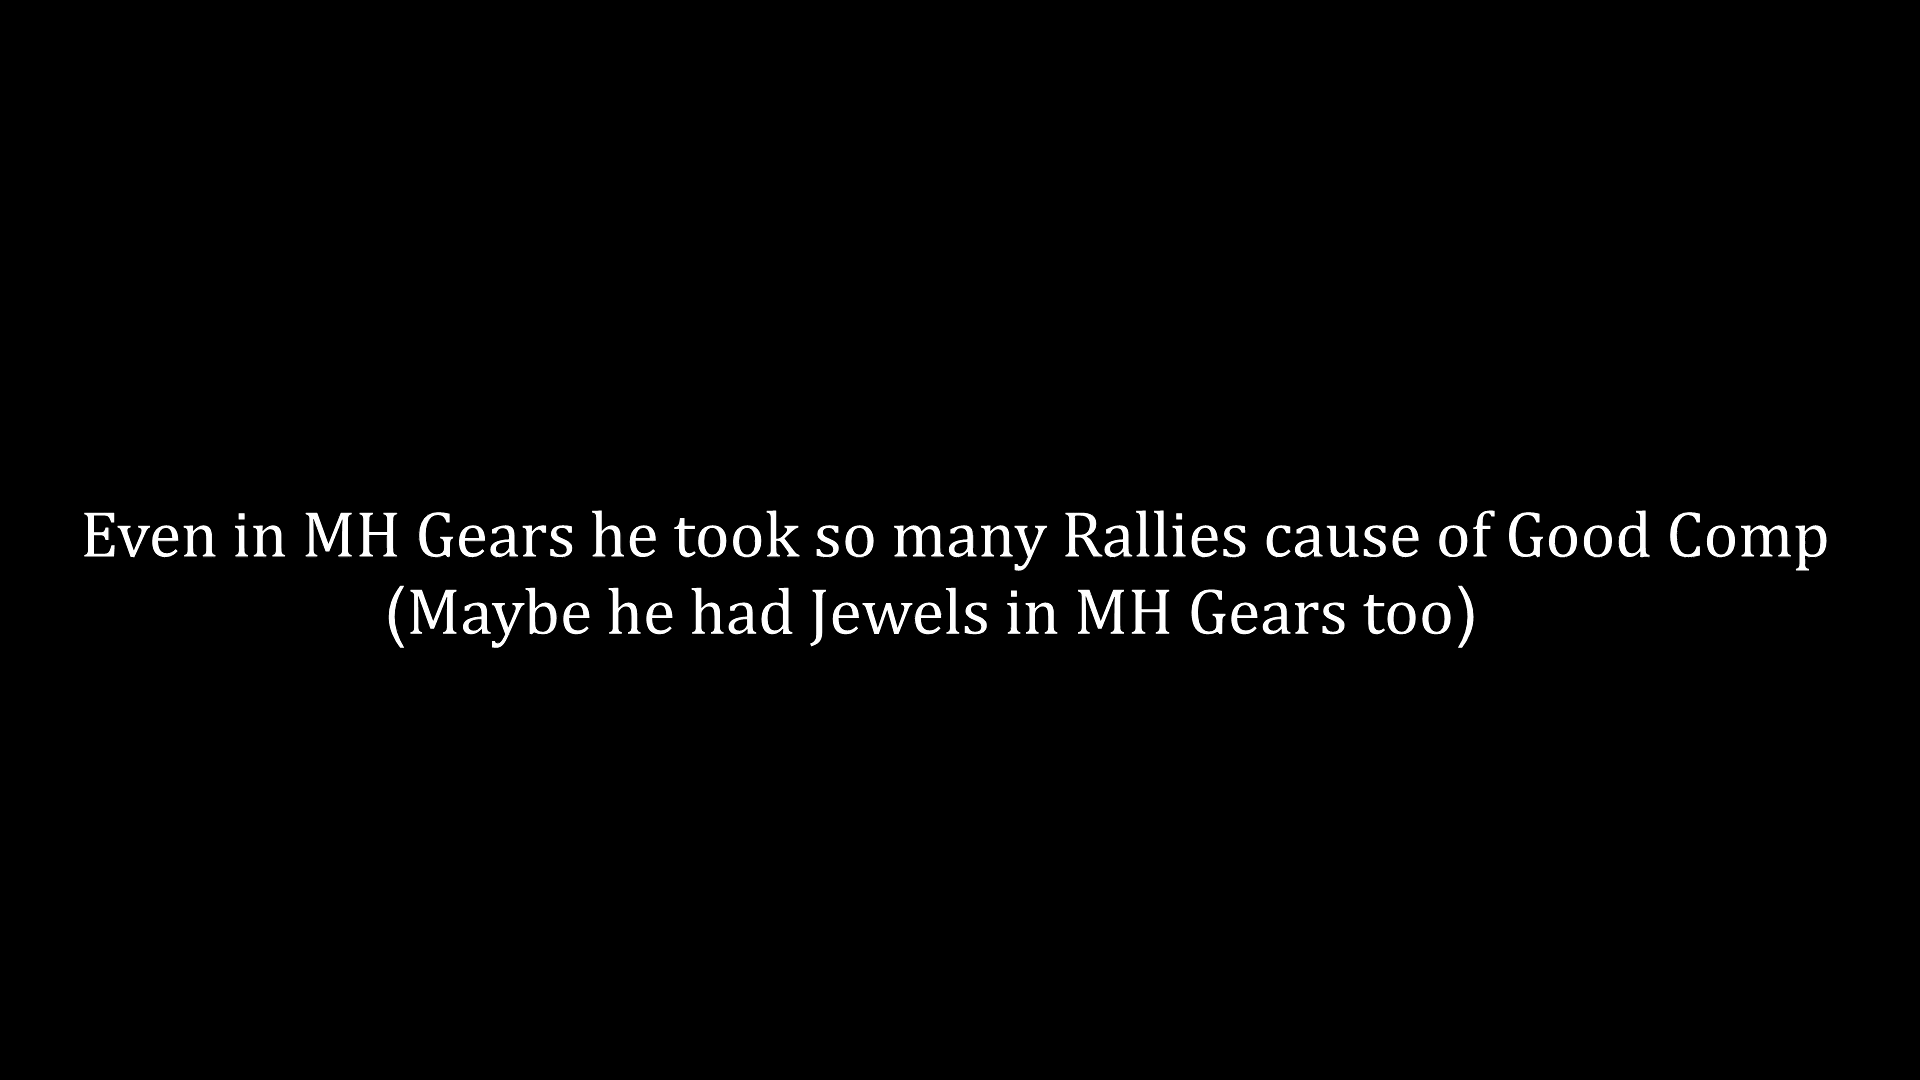 Even in MH Gears he took so many Rallies cause of Good Comp
(Maybe he had Jewels in MH Gears too)